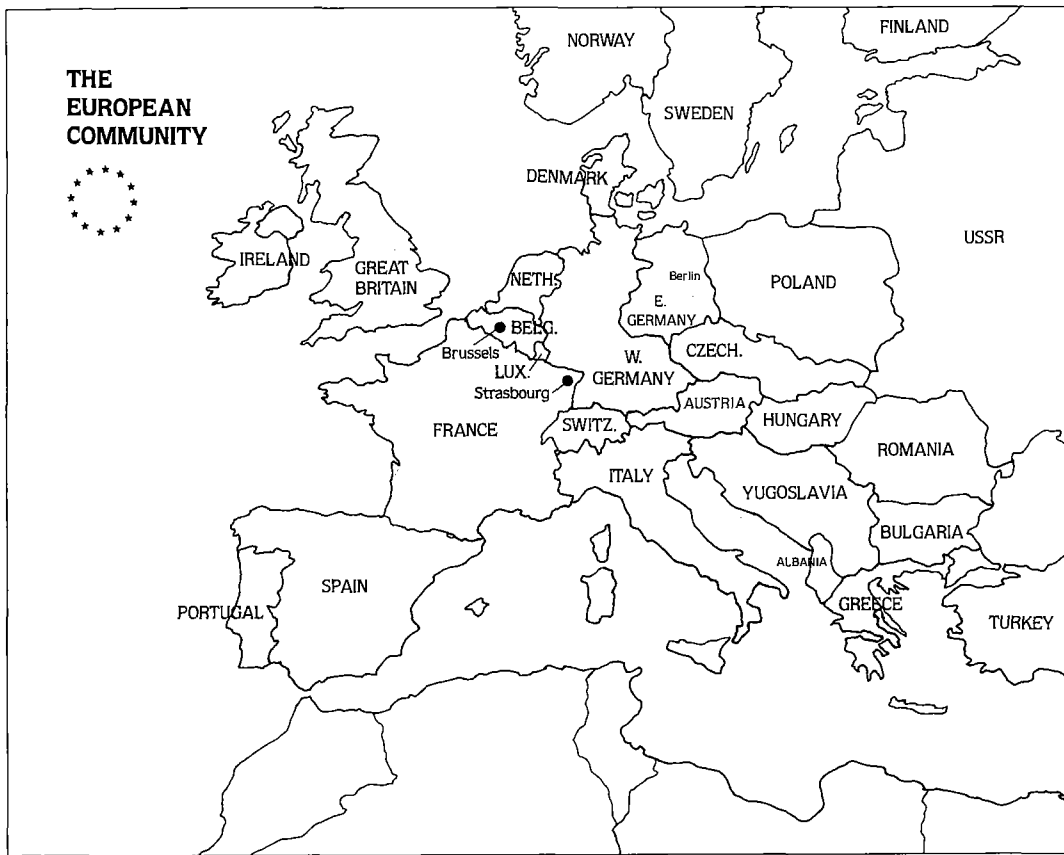 THE
EUROPEAN
COMMUNITY
NORWAY
FINLAND
SWEDEN
DENMARK
USSR
IRELAND
GREAT
BRITAIN
NETH.
Berlin
POLAND
E.
GERMANY
BELG.
Brussels
LUX.
Strasbourg
W.
GERMANY
CZECH.
FRANCE
SWITZ.
AUSTRIA
HUNGARY
ROMANIA
ITALY
YUGOSLAVIA
BULGARIA
ALBANIA
PORTUGAL
SPAIN
GREECE
TURKEY